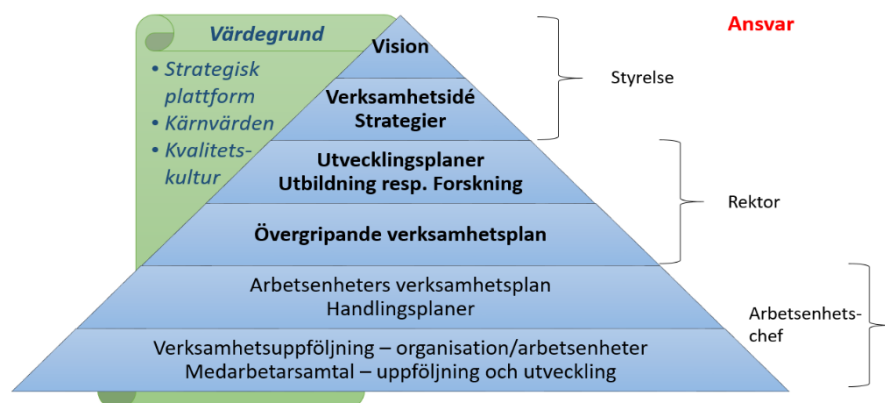 Värdegrund
• Strategisk
plattform
• Kärnvärden
• Kvalitets-
kultur
Vision
Verksamhetsidé
Strategier
Utvecklingsplaner
Utbildning resp. Forskning
Övergripande verksamhetsplan
Arbetsenheters verksamhetsplan
Handlingsplaner
Verksamhetsuppföljning – organisation/arbetsenheter
Medarbetarsamtal – uppföljning och utveckling
Ansvar
Styrelse
Rektor
Arbetsenhets-
chef